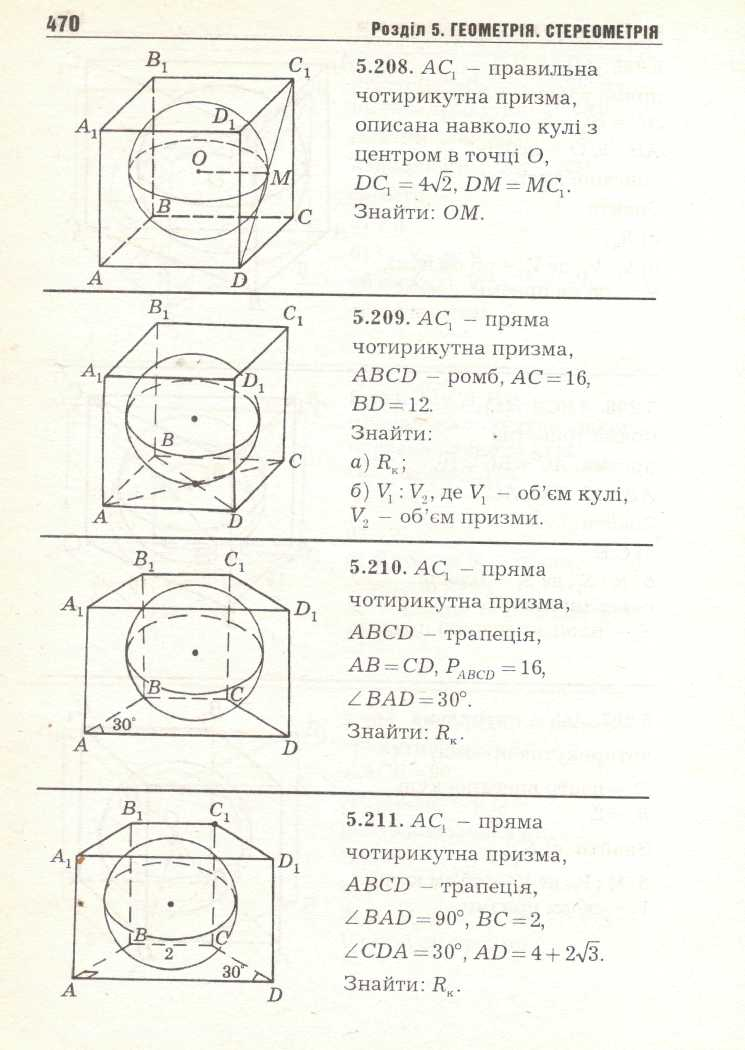 470
Розділ 5. ГЕОМЕТРІЯ. СТЕРЕОМЕТРІЯ
B₁
C₁
A₁
D₁
O
M
B
C
A
D
5.208. AC₁ – правильна
чотирикутна призма,
описана навколо кулі з
центром в точці O,
DC₁ = 4√2, DM = MC₁.
Знайти: OM.
B₁
C₁
A₁
D₁
B
C
A
D
5.209. AC₁ – пряма
чотирикутна призма,
ABCD – ромб, AC = 16,
BD = 12.
Знайти:
а) Rк;
б) V₁ : V₂, де V₁ – об’єм кулі,
V₂ – об’єм призми.
B₁
C₁
A₁
D₁
B
C
30°
A
D
5.210. AC₁ – пряма
чотирикутна призма,
ABCD – трапеція,
AB = CD, P_ABCD = 16,
∠BAD = 30°.
Знайти: Rк.
B₁
C₁
A₁
D₁
B
C
2
30°
A
D
5.211. AC₁ – пряма
чотирикутна призма,
ABCD – трапеція,
∠BAD = 90°, BC = 2,
∠CDA = 30°, AD = 4 + 2√3.
Знайти: Rк.